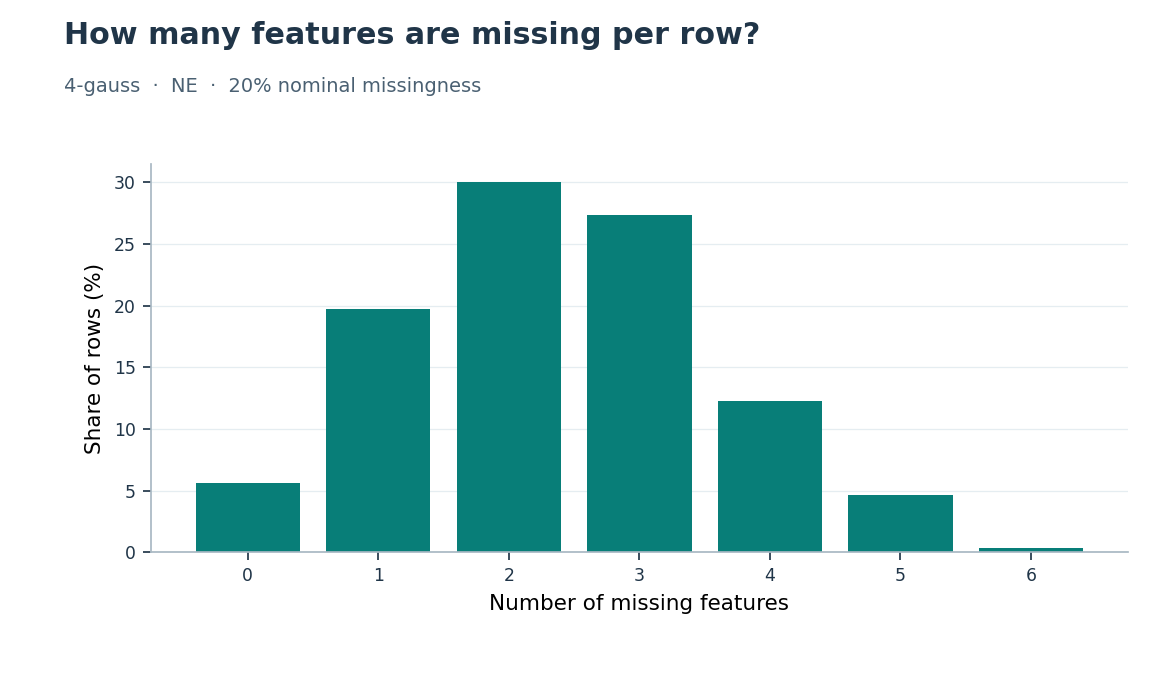 How many features are missing per row?
4-gauss · NE · 20% nominal missingness
30
25
20
15
10
5
0
Share of rows (%)
0 1 2 3 4 5 6
Number of missing features